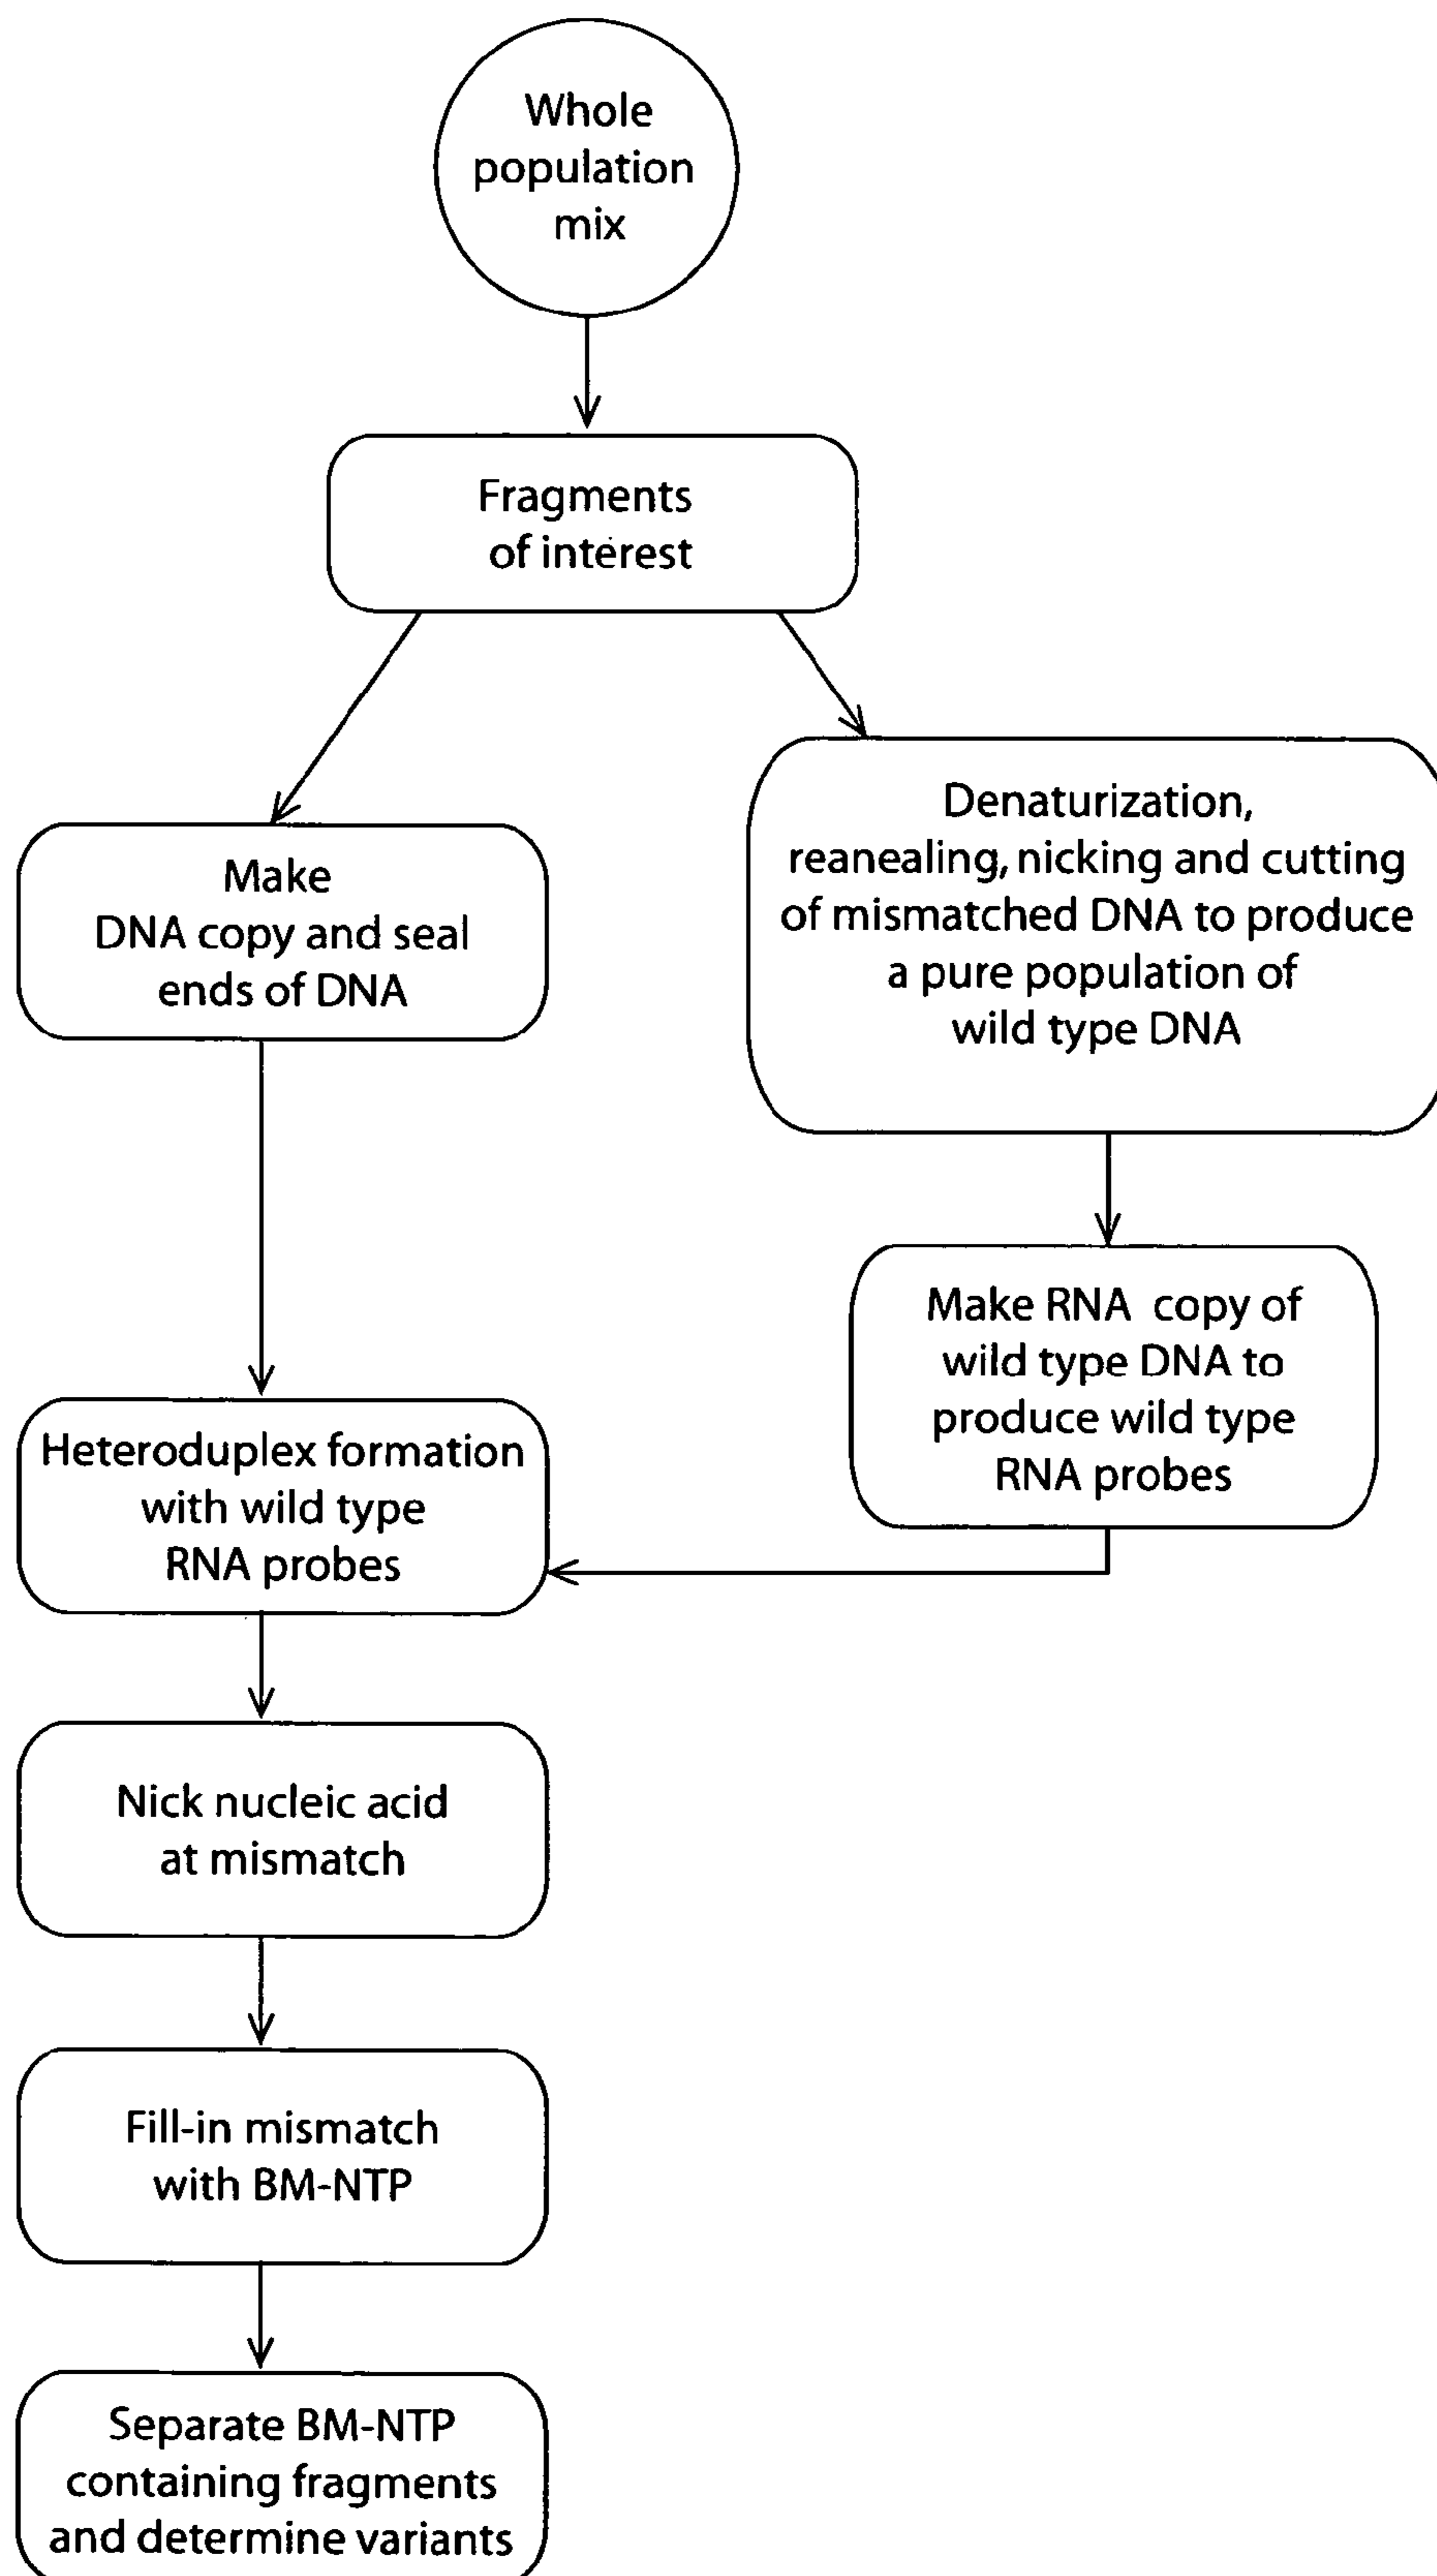 Whole
population
mix
Fragments
of interest
Make
DNA copy and seal
ends of DNA
Denaturization,
reanealing, nicking and cutting
of mismatched DNA to produce
a pure population of
wild type DNA
Make RNA copy of
wild type DNA to
produce wild type
RNA probes
Heteroduplex formation
with wild type
RNA probes
Nick nucleic acid
at mismatch
Fill-in mismatch
with BM-NTP
Separate BM-NTP
containing fragments
and determine variants